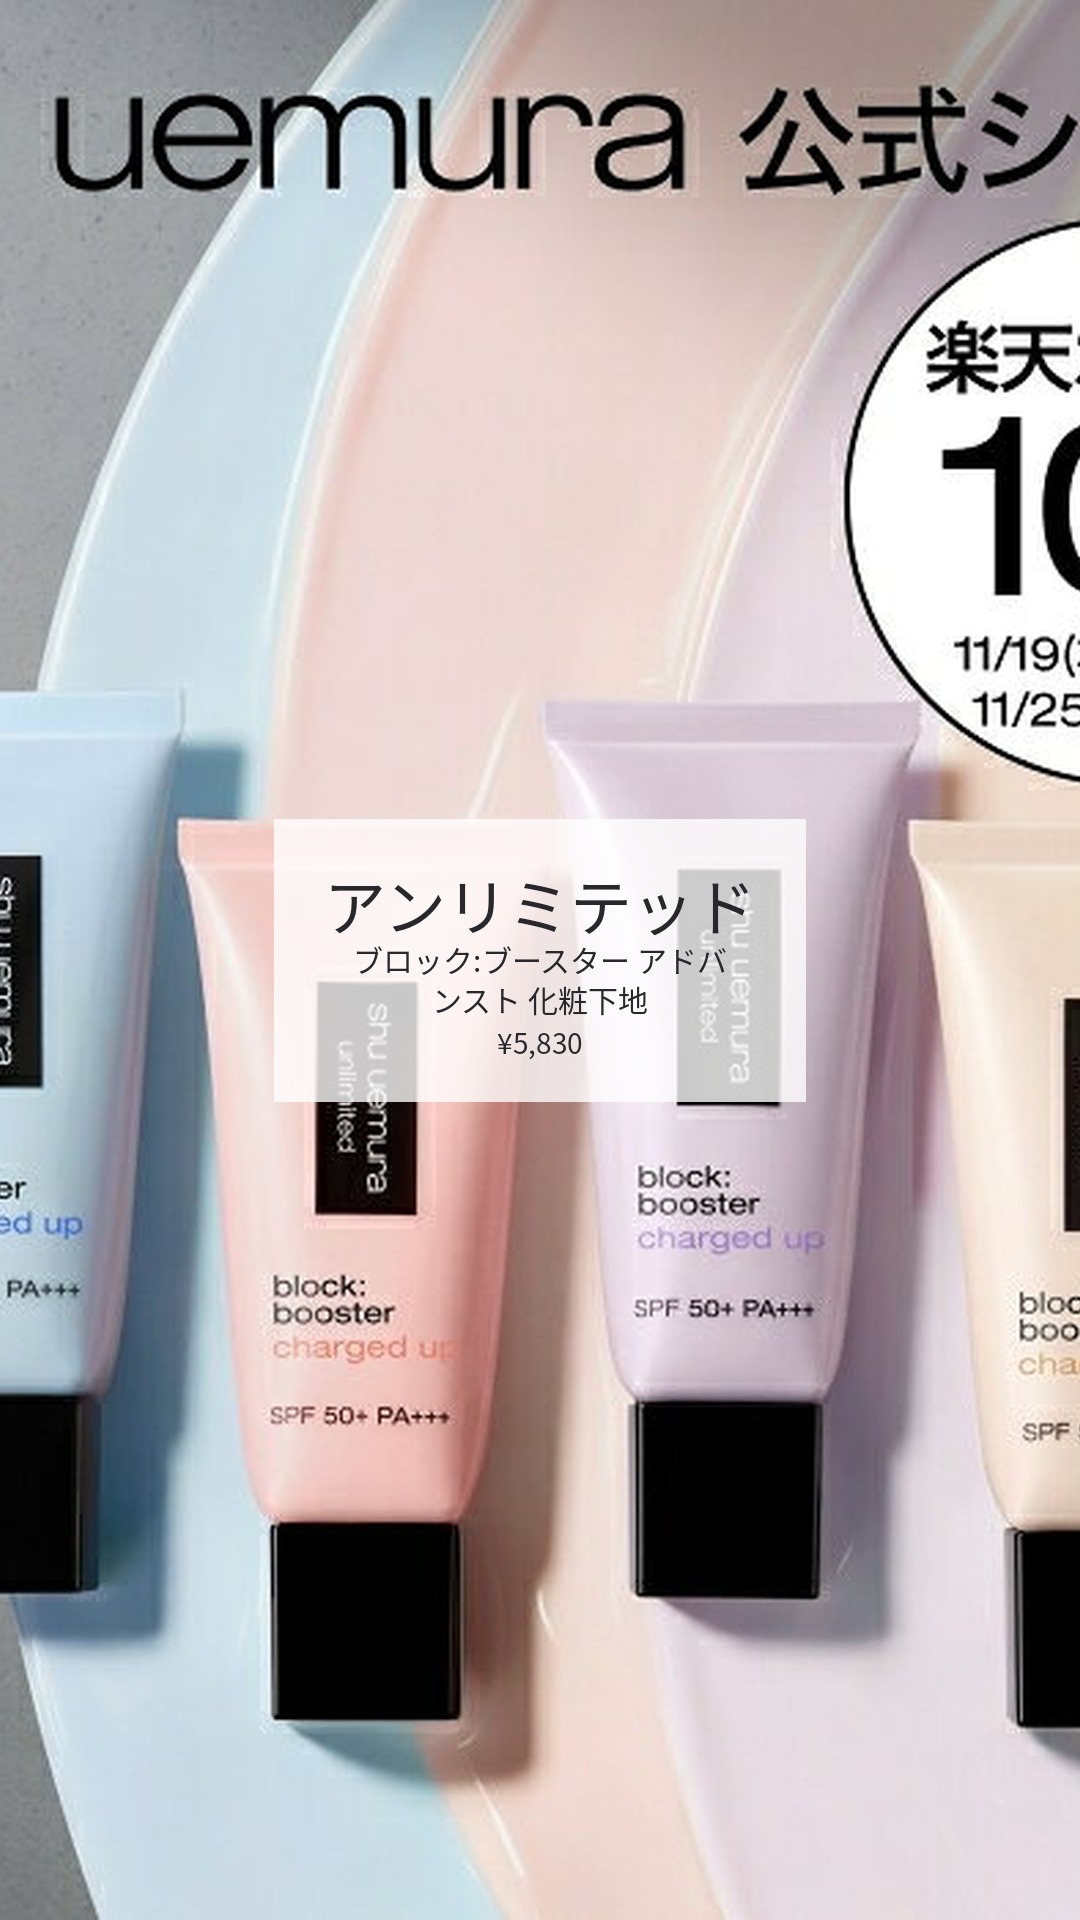 uemura 公式シ
楽天
10
11/19(
11/25
アンリミテッド
ブロック:ブースター アドバ
ンスト 化粧下地
¥5,830
shu uemura
er
ed up
PA+++
shu uemura
unlimited
block:
booster
charged up
SPF 50+ PA+++
shu uemura
unlimited
block:
booster
charged up
SPF 50+ PA+++
bloc
boo
cha
SPF